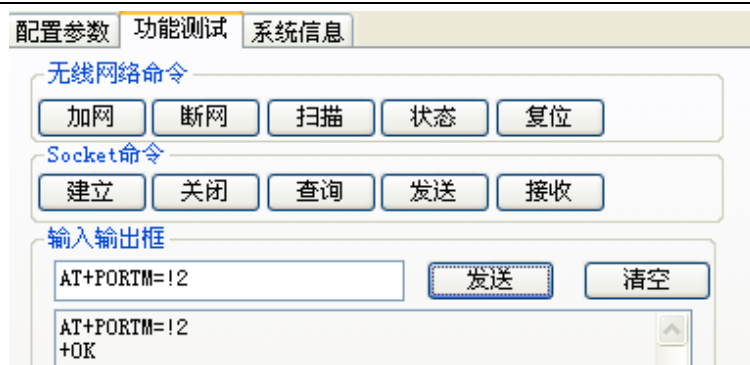 配置参数 功能测试 系统信息
无线网络命令
加网 断网 扫描 状态 复位
Socket命令
建立 关闭 查询 发送 接收
输入输出框
AT+PORTM=!2 发送 清空
AT+PORTM=!2
+OK